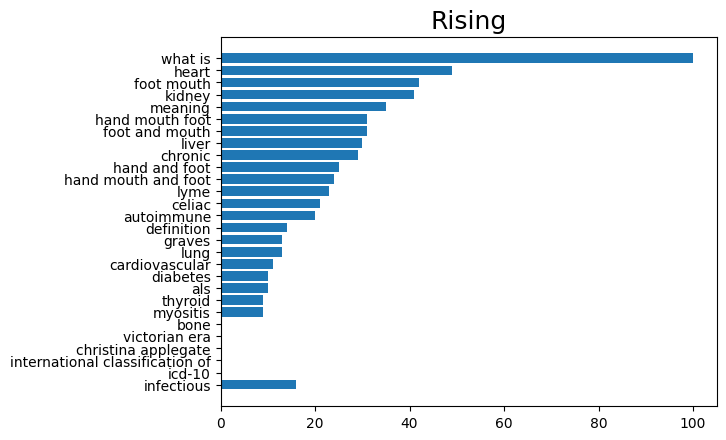 Rising
what is
heart
foot mouth
kidney
meaning
hand mouth foot
foot and mouth
liver
chronic
hand and foot
hand mouth and foot
lyme
celiac
autoimmune
definition
graves
lung
cardiovascular
diabetes
als
thyroid
myositis
bone
victorian era
christina applegate
international classification of
icd-10
infectious
0 20 40 60 80 100